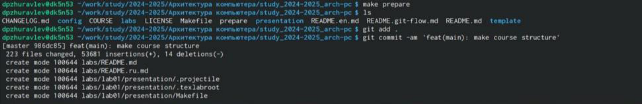 dpzhuravlev@dk5n53 ~/work/study/2024-2025/Архитектура компьютера/study_2024-2025_arch-pc $ make prepare
dpzhuravlev@dk5n53 ~/work/study/2024-2025/Архитектура компьютера/study_2024-2025_arch-pc $ ls
CHANGELOG.md config COURSE labs LICENSE Makefile prepare presentation README.en.md README.git-flow.md README.md template
dpzhuravlev@dk5n53 ~/work/study/2024-2025/Архитектура компьютера/study_2024-2025_arch-pc $ git add .
dpzhuravlev@dk5n53 ~/work/study/2024-2025/Архитектура компьютера/study_2024-2025_arch-pc $ git commit -am 'feat(main): make course structure'
[master 986dc85] feat(main): make course structure
223 files changed, 53681 insertions(+), 14 deletions(-)
create mode 100644 labs/README.md
create mode 100644 labs/README.ru.md
create mode 100644 labs/lab01/presentation/.projectile
create mode 100644 labs/lab01/presentation/.texlabroot
create mode 100644 labs/lab01/presentation/Makefile